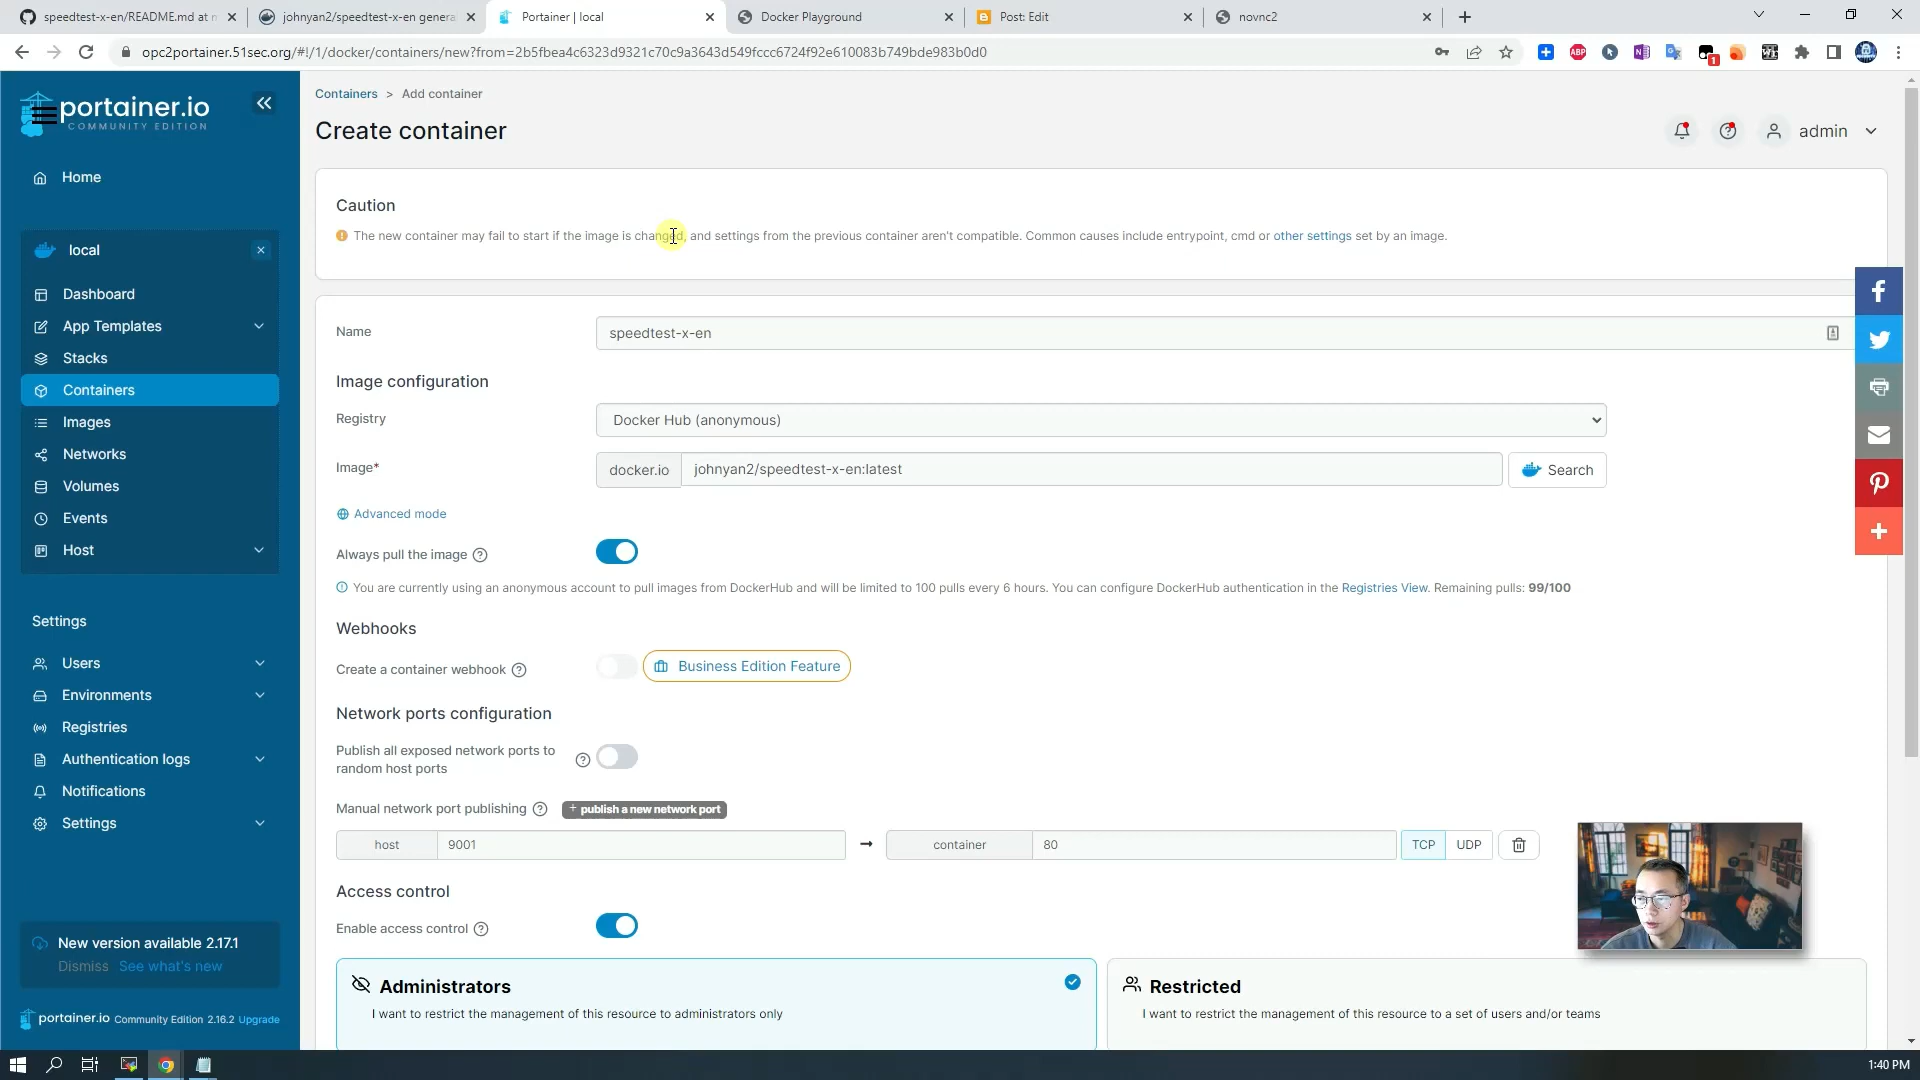 speedtest-x-en/README.md at m
johnyan2/speedtest-x-en genera
Portainer | local
Docker Playground
Post: Edit
novnc2
opc2portainer.51sec.org/#!/1/docker/containers/new?from=2b5fbea4c6323d9321c70c9a3643d549fccc6724f92e610083b749bde983b0d0
ABP
1
portainer.io
COMMUNITY EDITION
Home
local
Dashboard
App Templates
Stacks
Containers
Images
Networks
Volumes
Events
Host
Settings
Users
Environments
Registries
Authentication logs
Notifications
Settings
New version available 2.17.1
Dismiss See what's new
portainer.io Community Edition 2.16.2 Upgrade
Containers > Add container
Create container
admin
Caution
The new container may fail to start if the image is changed, and settings from the previous container aren't compatible. Common causes include entrypoint, cmd or other settings set by an image.
Name
speedtest-x-en
Image configuration
Registry
Docker Hub (anonymous)
Image*
docker.io
johnyan2/speedtest-x-en:latest
Search
Advanced mode
Always pull the image
You are currently using an anonymous account to pull images from DockerHub and will be limited to 100 pulls every 6 hours. You can configure DockerHub authentication in the Registries View. Remaining pulls: 99/100
Webhooks
Create a container webhook
Business Edition Feature
Network ports configuration
Publish all exposed network ports to
random host ports
Manual network port publishing
+ publish a new network port
host
9001
container
80
TCP
UDP
Access control
Enable access control
Administrators
I want to restrict the management of this resource to administrators only
Restricted
I want to restrict the management of this resource to a set of users and/or teams
1:40 PM